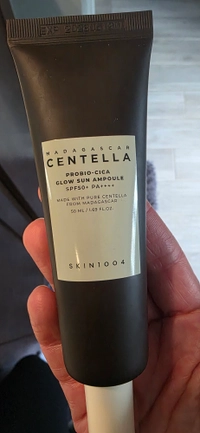 MADAGASCAR
CENTELLA
PROBIO-CICA
GLOW SUN AMPOULE
SPF50+ PA++++
MADE WITH PURE CENTELLA
FROM MADAGASCAR
50 ML / 1.69 FL.OZ.
SKIN1004